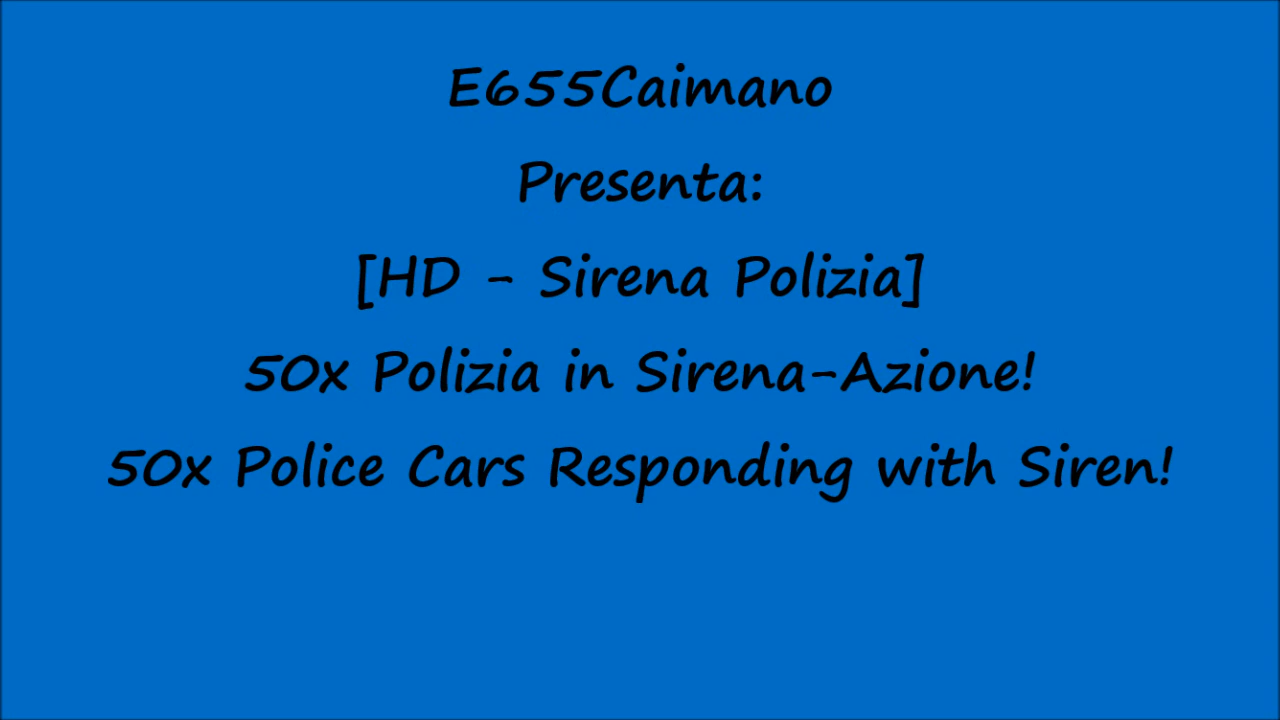 E655Caimano
Presenta:
[HD - Sirena Polizia]
50x Polizia in Sirena-Azione!
50x Police Cars Responding with Siren!